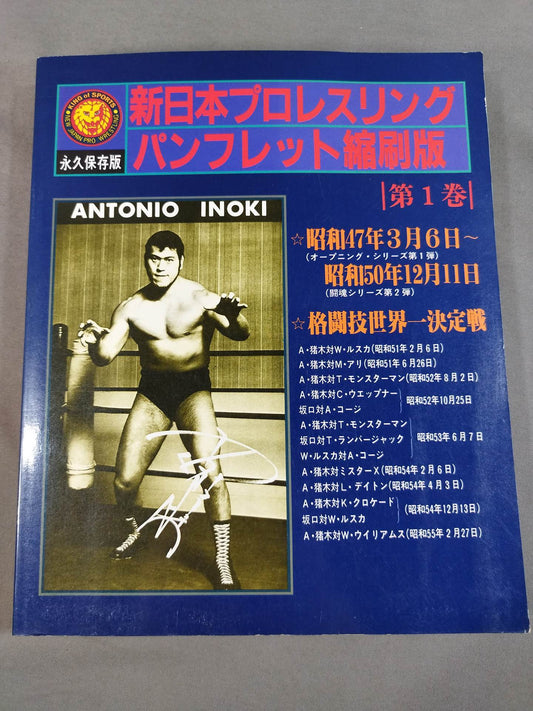 KING of SPORTS
NEW JAPAN PRO-WRESTLING
永久保存版
新日本プロレスリング
パンフレット縮刷版
第1巻
ANTONIO INOKI
☆昭和47年3月6日〜
(オープニング・シリーズ第1弾)
昭和50年12月11日
(闘魂シリーズ第2弾)
☆格闘技世界一決定戦
A・猪木対W・ルスカ(昭和51年2月6日)
A・猪木対M・アリ(昭和51年6月26日)
A・猪木対T・モンスターマン(昭和52年8月2日)
A・猪木対C・ウエップナー
坂口対A・コージ
昭和52年10月25日
A・猪木対T・モンスターマン
坂口対T・ランバージャック
W・ルスカ対A・コージ
昭和53年6月7日
A・猪木対ミスターX(昭和54年2月6日)
A・猪木対L・デイトン(昭和54年4月3日)
A・猪木対K・クロケード
坂口対W・ルスカ
(昭和54年12月13日)
A・猪木対W・ウイリアムス(昭和55年2月27日)